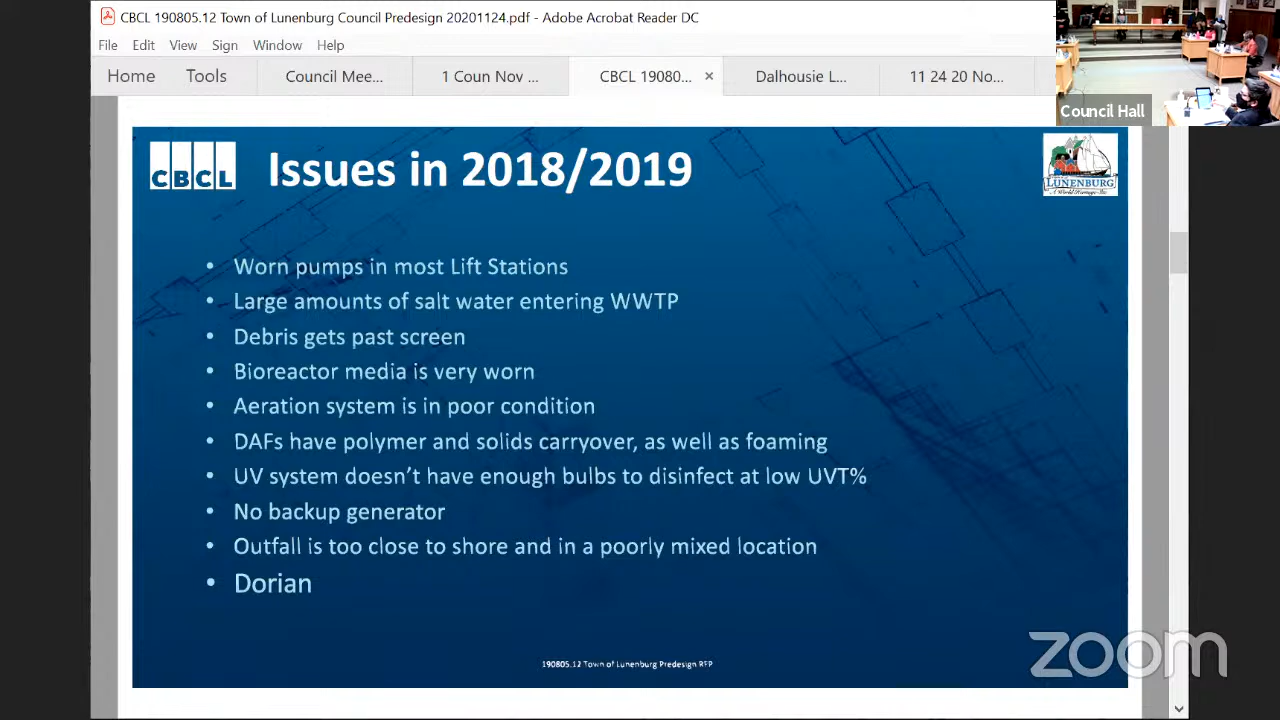 CBCL 190805.12 Town of Lunenburg Council Predesign 20201124.pdf - Adobe Acrobat Reader DC
File Edit View Sign Window Help
Home Tools Council Mee... 1 Coun Nov ... CBCL 19080... × Dalhousie L... 11 24 20 No...
Council Hall
CBCL Issues in 2018/2019
LUNENBURG
• Worn pumps in most Lift Stations
• Large amounts of salt water entering WWTP
• Debris gets past screen
• Bioreactor media is very worn
• Aeration system is in poor condition
• DAFs have polymer and solids carryover, as well as foaming
• UV system doesn’t have enough bulbs to disinfect at low UVT%
• No backup generator
• Outfall is too close to shore and in a poorly mixed location
• Dorian
190805.12 Town of Lunenburg Predesign RFP
zoom